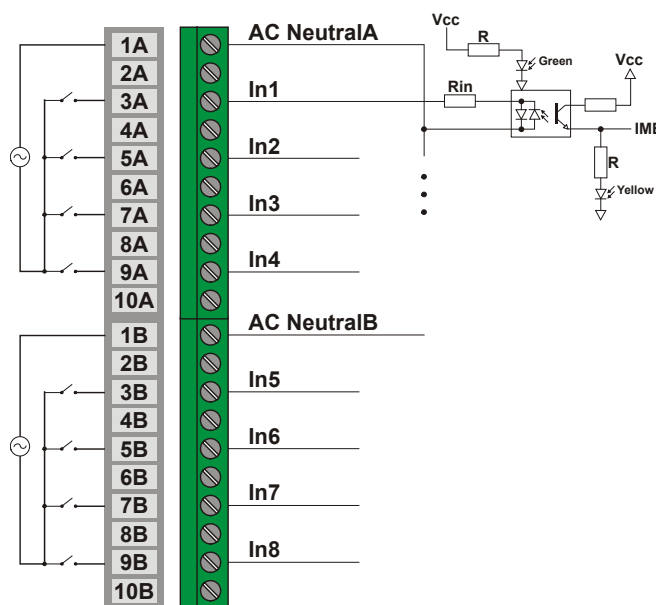 1A
2A
3A
4A
5A
6A
7A
8A
9A
10A
1B
2B
3B
4B
5B
6B
7B
8B
9B
10B
AC NeutralA
In1
In2
In3
In4
AC NeutralB
In5
In6
In7
In8
Vcc
R
Green
Vcc
Rin
R
Yellow